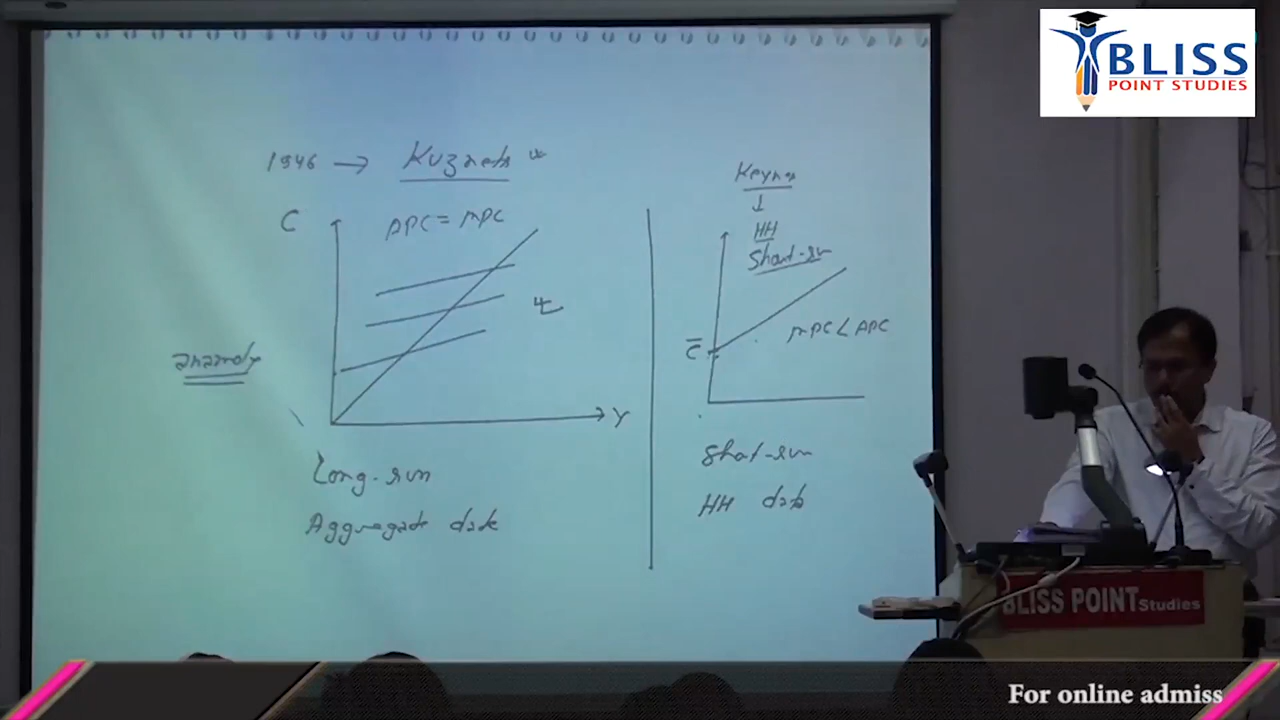 BLISS
POINT STUDIES
1946 → Kuznets *
C
APC = MPC
Y
anamoly
Long-run
Aggregate data
Keynes
↓
HH
Short-run
C̅
MPC < APC
Short-run
HH data
BLISS POINT Studies
For online admiss